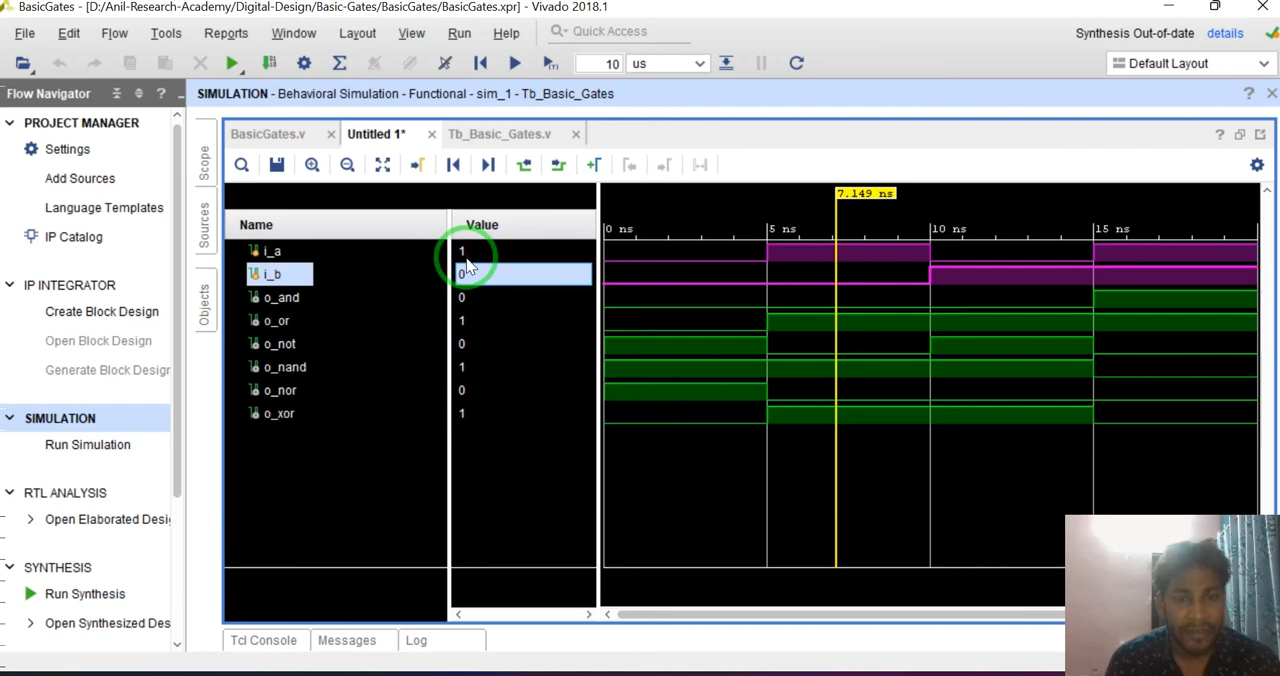 BasicGates - [D:/Anil-Research-Academy/Digital-Design/Basic-Gates/BasicGates/BasicGates.xpr] - Vivado 2018.1
File Edit Flow Tools Reports Window Layout View Run Help Quick Access Synthesis Out-of-date details
10 us Default Layout
Flow Navigator SIMULATION - Behavioral Simulation - Functional - sim_1 - Tb_Basic_Gates
PROJECT MANAGER
Settings
Add Sources
Language Templates
IP Catalog
IP INTEGRATOR
Create Block Design
Open Block Design
Generate Block Desigr
SIMULATION
Run Simulation
RTL ANALYSIS
Open Elaborated Desi
SYNTHESIS
Run Synthesis
Open Synthesized Des
Scope
Sources
Objects
BasicGates.v Untitled 1* Tb_Basic_Gates.v
7.149 ns
Name Value
0 ns 5 ns 10 ns 15 ns
i_a 1
i_b 0
o_and 0
o_or 1
o_not 0
o_nand 1
o_nor 0
o_xor 1
Tcl Console Messages Log